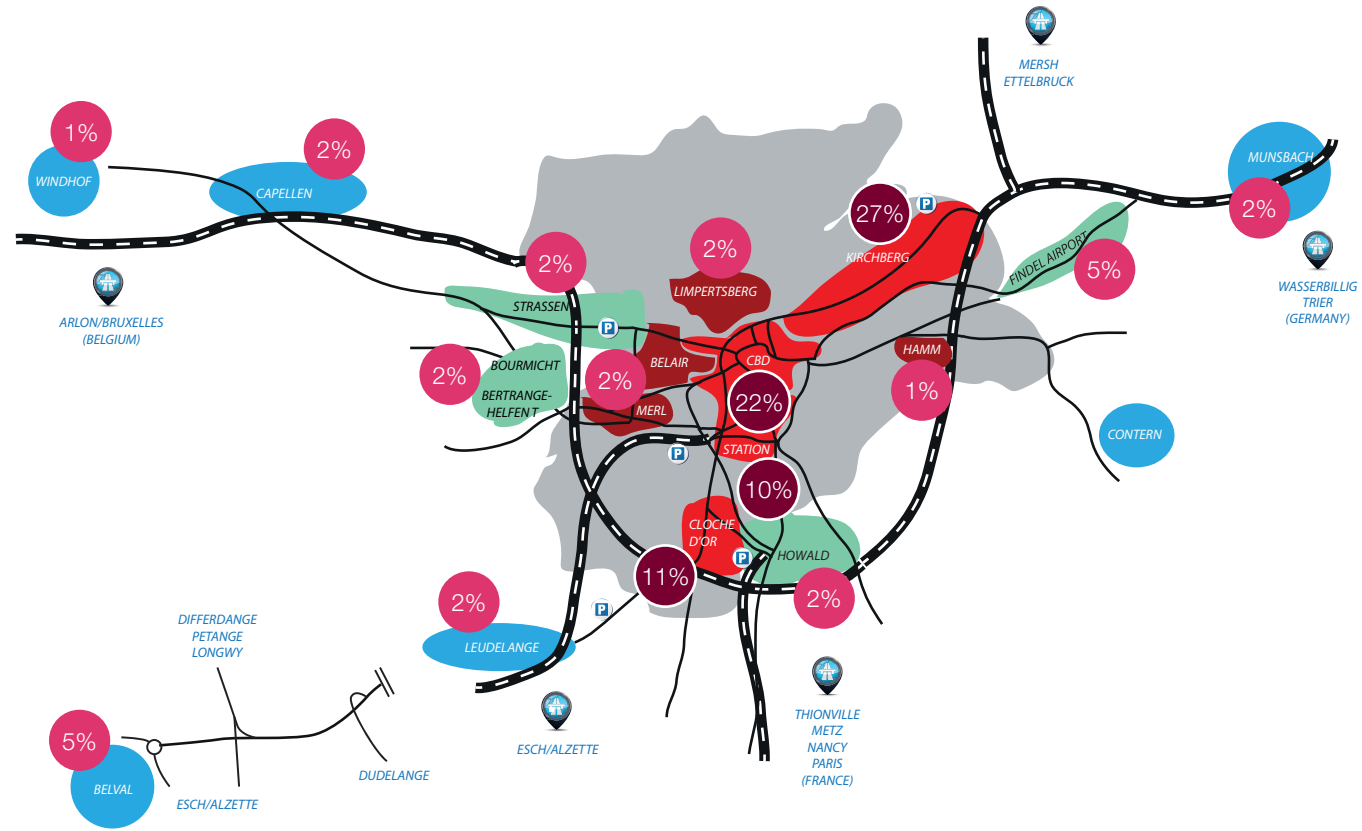 MERSH
ETTELBRUCK
1%
WINDHOF
2%
CAPELLEN
MUNSBACH
2%
27%
P
KIRCHBERG
2%
LIMPERTSBERG
2%
FINDEL AIRPORT
5%
ARLON/BRUXELLES
(BELGIUM)
WASSERBILLIG
TRIER
(GERMANY)
STRASSEN
P
BELAIR
CBD
HAMM
1%
2%
BOURMICHT
BERTRANGE-
HELFEN T
2%
MERL
22%
CONTERN
STATION
P
10%
CLOCHE
D'OR
P
HOWALD
11%
2%
2%
P
LEUDELANGE
DIFFERDANGE
PETANGE
LONGWY
THIONVILLE
METZ
NANCY
PARIS
(FRANCE)
ESCH/ALZETTE
5%
BELVAL
DUDELANGE
ESCH/ALZETTE